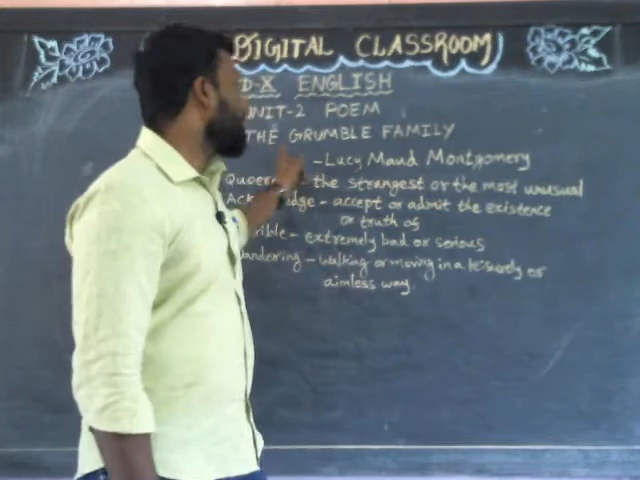 DIGITAL CLASSROOM
D-X ENGLISH
UNIT-2 POEM
THE GRUMBLE FAMILY
-Lucy Maud Montgomery
- the strangest or the most unusual
- accept or admit the existence
or truth of
- extremely bad or serious
- walking or moving in a leisurely or
aimless way